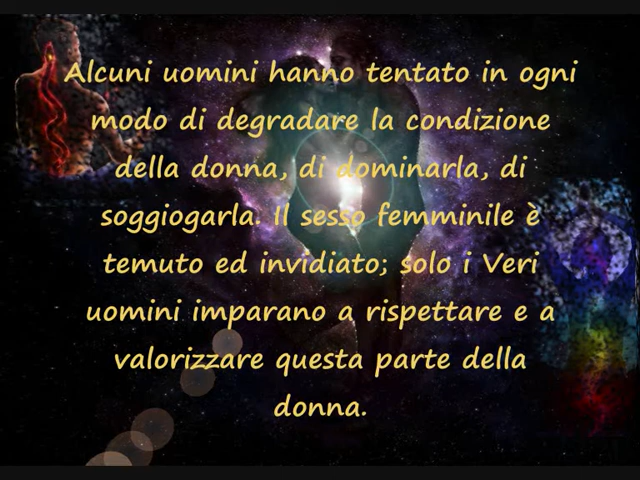 Alcuni uomini hanno tentato in ogni
modo di degradare la condizione
della donna, di dominarla, di
soggiogarla. Il sesso femminile è
temuto ed invidiato; solo i Veri
uomini imparano a rispettare e a
valorizzare questa parte della
donna.